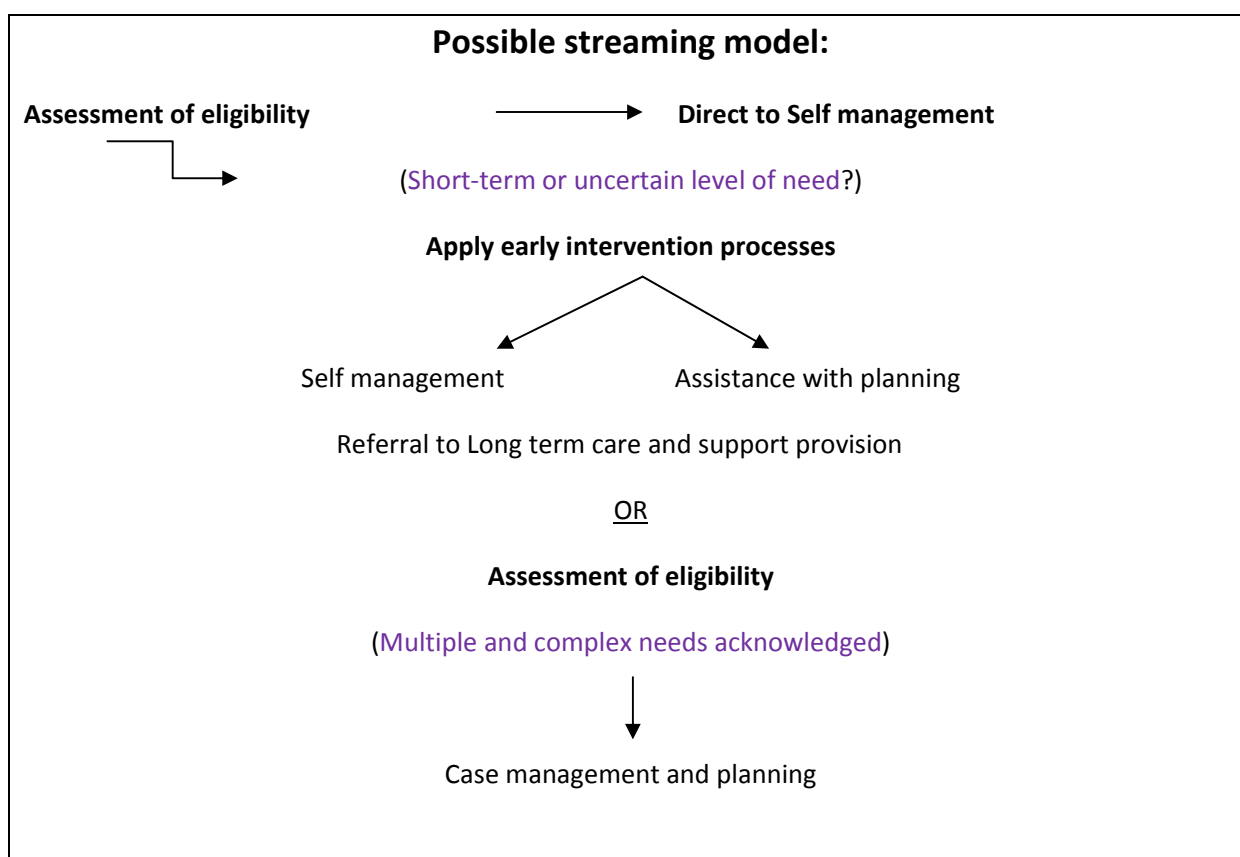 Possible streaming model:
Assessment of eligibility Direct to Self management
(Short-term or uncertain level of need?)
Apply early intervention processes
Self management Assistance with planning
Referral to Long term care and support provision
OR
Assessment of eligibility
(Multiple and complex needs acknowledged)
Case management and planning